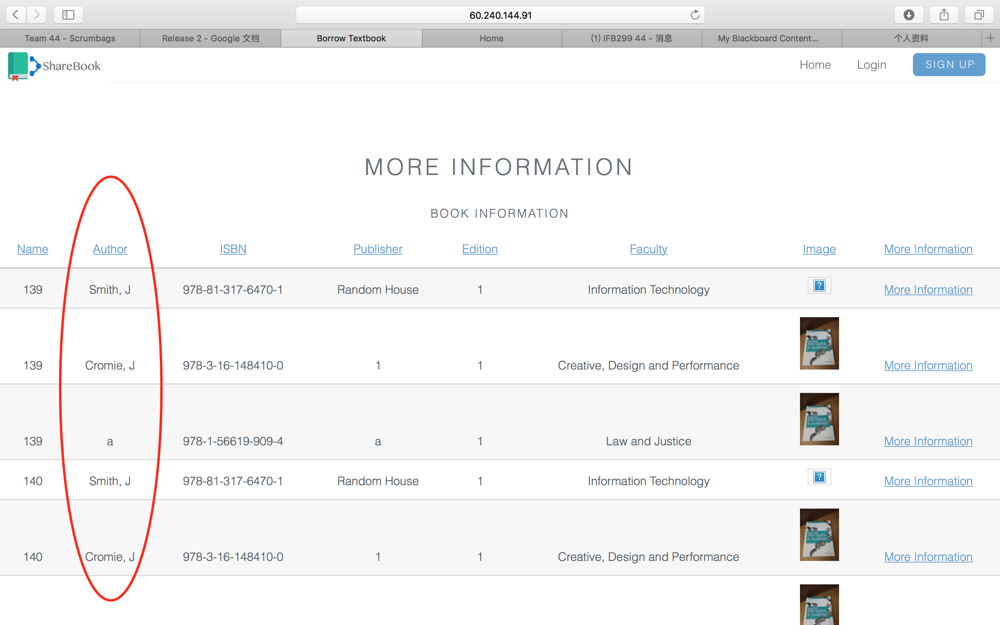 60.240.144.91
Team 44 - Scrumbags
Release 2 - Google 文档
Borrow Textbook
Home
(1) IFB299 44 - 消息
My Blackboard Content...
个人资料
ShareBook
Home Login SIGN UP
MORE INFORMATION
BOOK INFORMATION
Name Author ISBN Publisher Edition Faculty Image More Information
139 Smith, J 978-81-317-6470-1 Random House 1 Information Technology ? More Information
139 Cromie, J 978-3-16-148410-0 1 1 Creative, Design and Performance More Information
139 a 978-1-56619-909-4 a 1 Law and Justice More Information
140 Smith, J 978-81-317-6470-1 Random House 1 Information Technology ? More Information
140 Cromie, J 978-3-16-148410-0 1 1 Creative, Design and Performance More Information